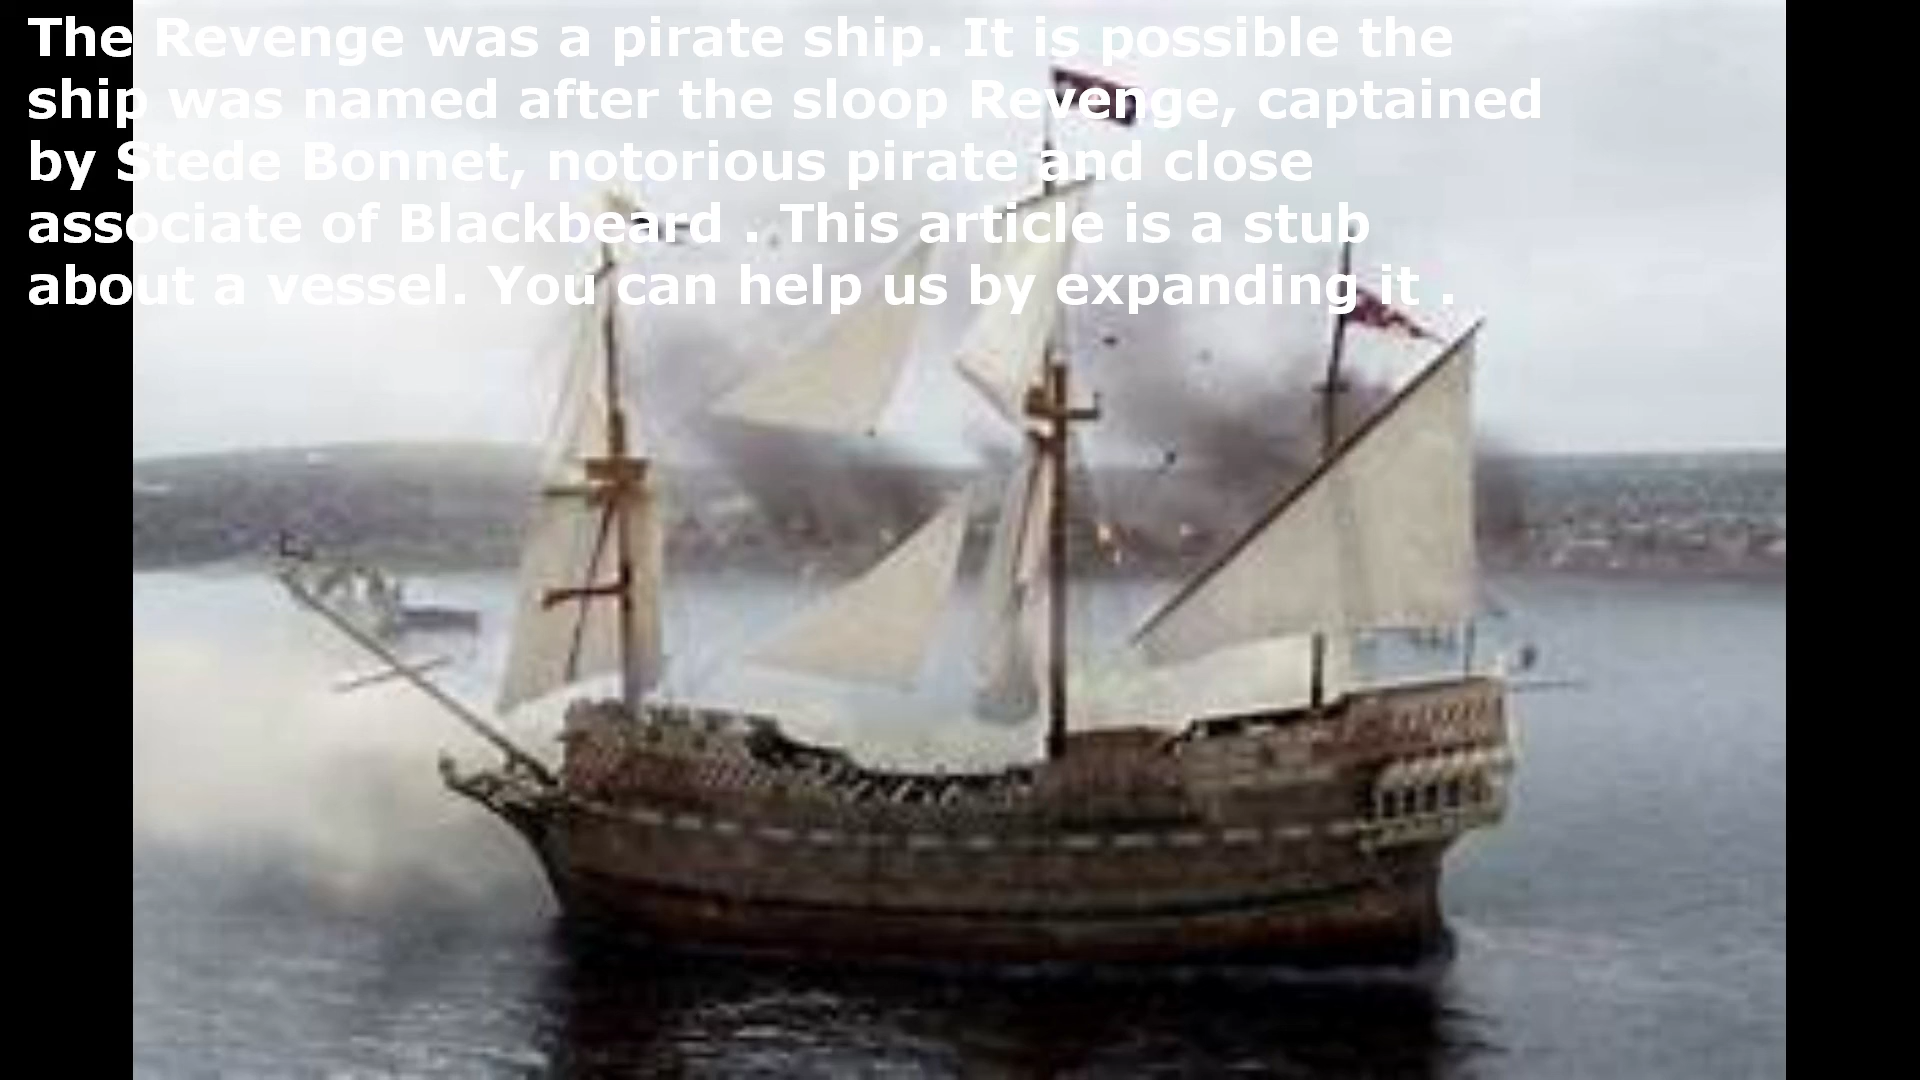 The Revenge was a pirate ship. It is possible the
ship was named after the sloop Revenge, captained
by Stede Bonnet, notorious pirate and close
associate of Blackbeard . This article is a stub
about a vessel. You can help us by expanding it .